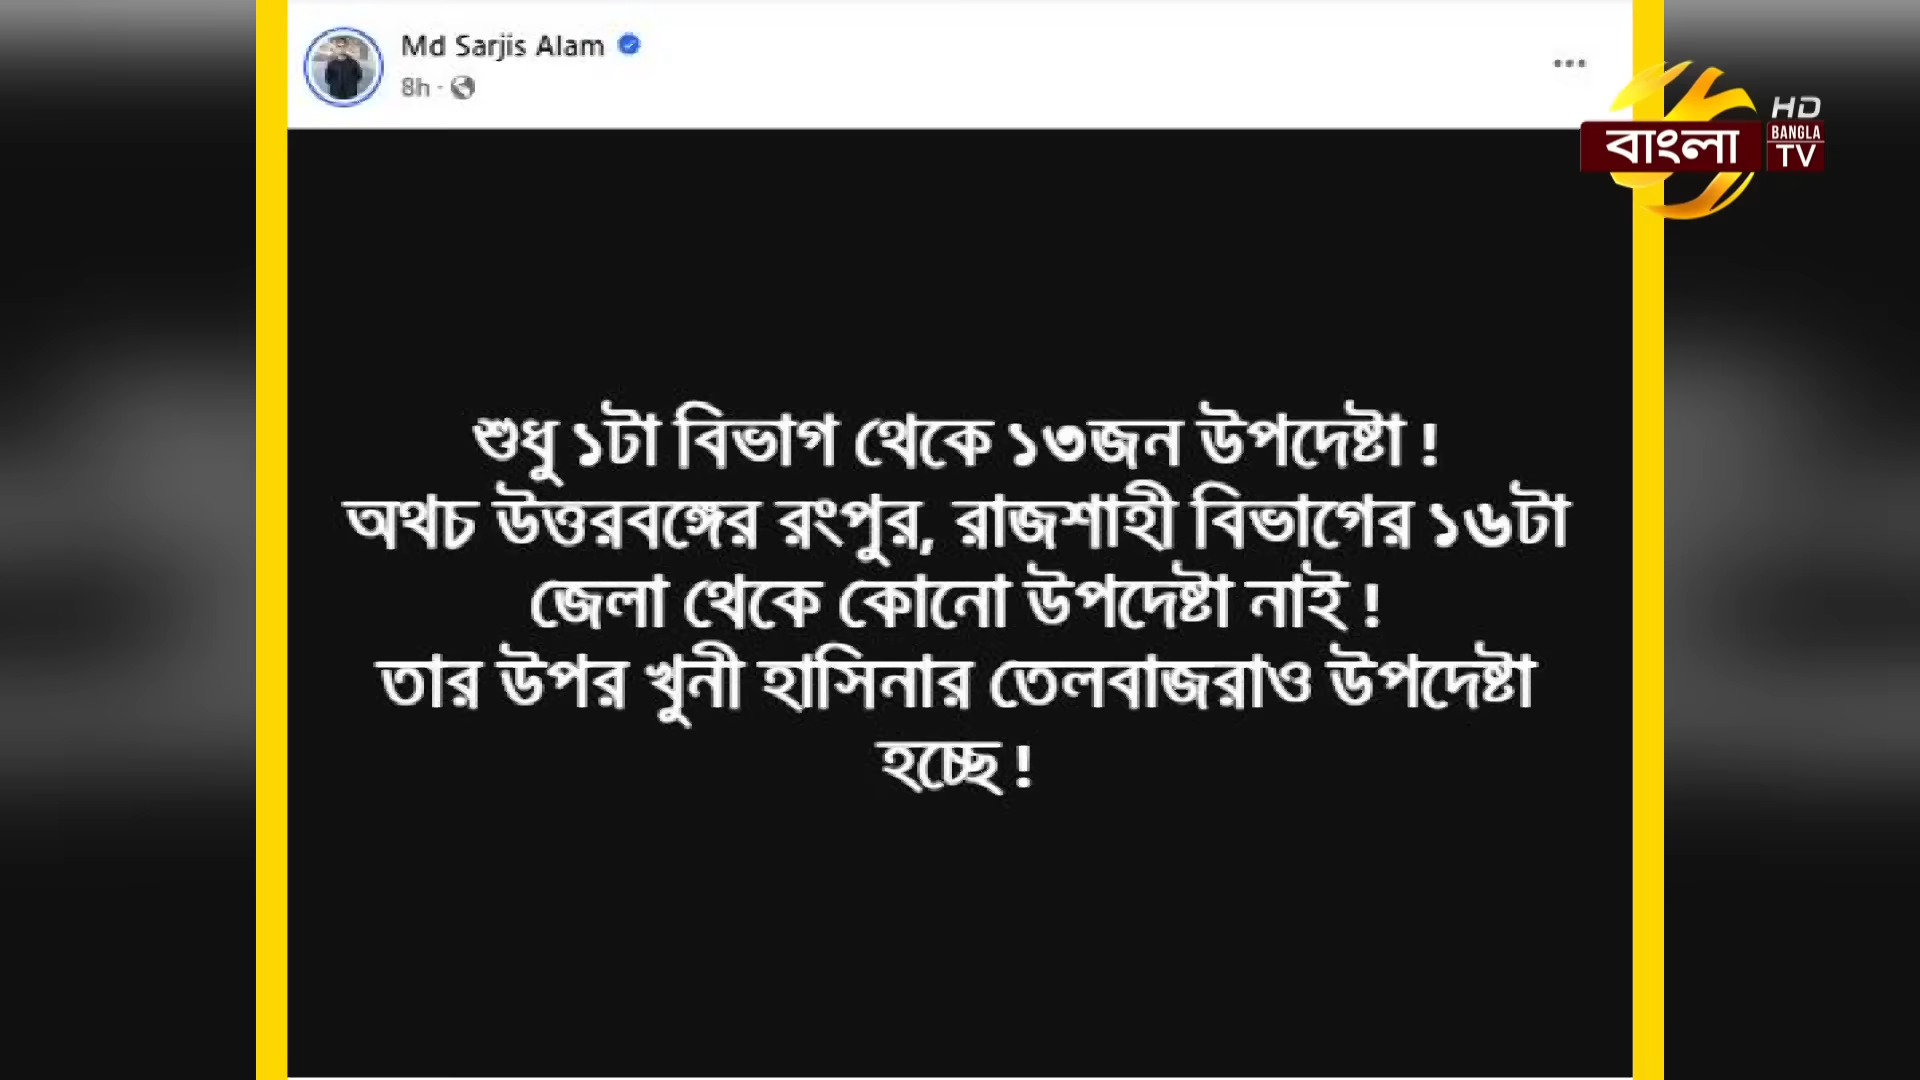 Md Sarjis Alam
8h ·
HD
বাংলা BANGLA
TV
শুধু ১টা বিভাগ থেকে ১৩জন উপদেষ্টা !
অথচ উত্তরবঙ্গের রংপুর, রাজশাহী বিভাগের ১৬টা
জেলা থেকে কোনো উপদেষ্টা নাই !
তার উপর খুনী হাসিনার তেলবাজরাও উপদেষ্টা
হচ্ছে !